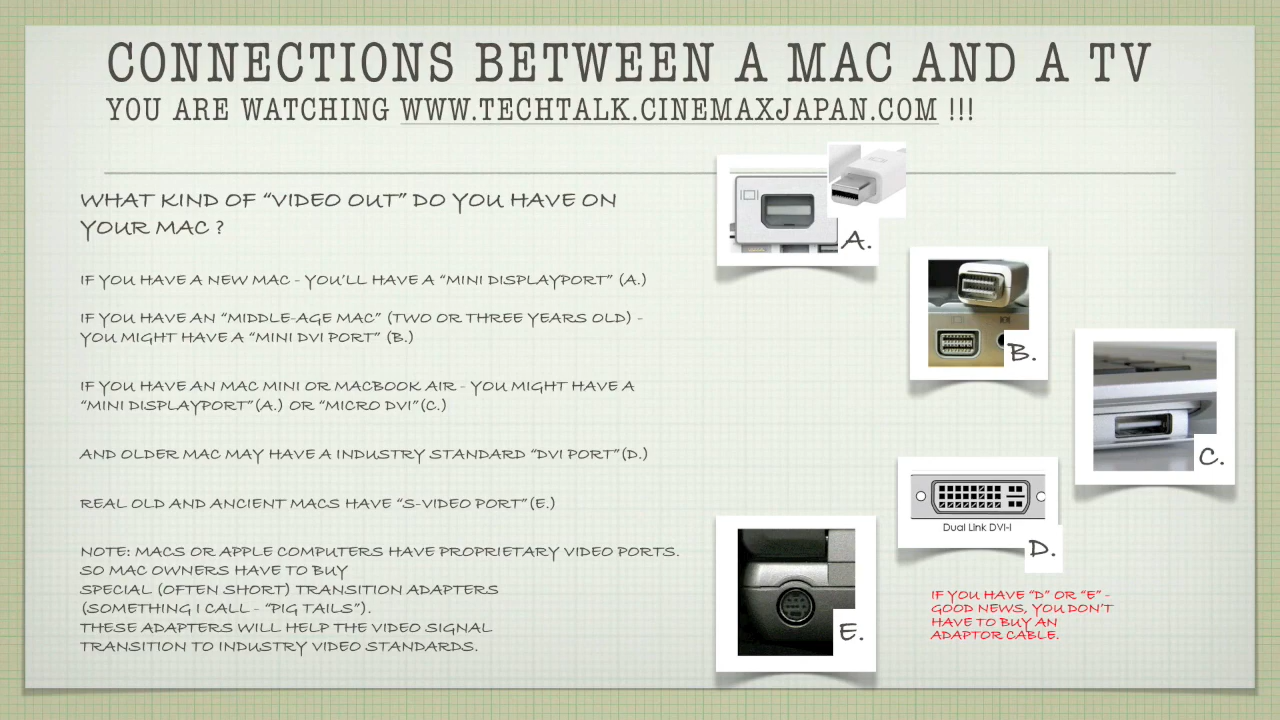 CONNECTIONS BETWEEN A MAC AND A TV
YOU ARE WATCHING WWW.TECHTALK.CINEMAXJAPAN.COM !!!
WHAT KIND OF “VIDEO OUT” DO YOU HAVE ON
YOUR MAC ?
IF YOU HAVE A NEW MAC - YOU’LL HAVE A “MINI DISPLAYPORT” (A.)
IF YOU HAVE AN “MIDDLE-AGE MAC” (TWO OR THREE YEARS OLD) -
YOU MIGHT HAVE A “MINI DVI PORT” (B.)
IF YOU HAVE AN MAC MINI OR MACBOOK AIR - YOU MIGHT HAVE A
“MINI DISPLAYPORT”(A.) OR “MICRO DVI”(C.)
AND OLDER MAC MAY HAVE A INDUSTRY STANDARD “DVI PORT”(D.)
REAL OLD AND ANCIENT MACS HAVE “S-VIDEO PORT”(E.)
NOTE: MACS OR APPLE COMPUTERS HAVE PROPRIETARY VIDEO PORTS.
SO MAC OWNERS HAVE TO BUY
SPECIAL (OFTEN SHORT) TRANSITION ADAPTERS
(SOMETHING I CALL - “PIG TAILS”).
THESE ADAPTERS WILL HELP THE VIDEO SIGNAL
TRANSITION TO INDUSTRY VIDEO STANDARDS.
A.
B.
C.
Dual Link DVI-I
D.
E.
IF YOU HAVE “D” OR “E” -
GOOD NEWS, YOU DON’T
HAVE TO BUY AN
ADAPTOR CABLE.